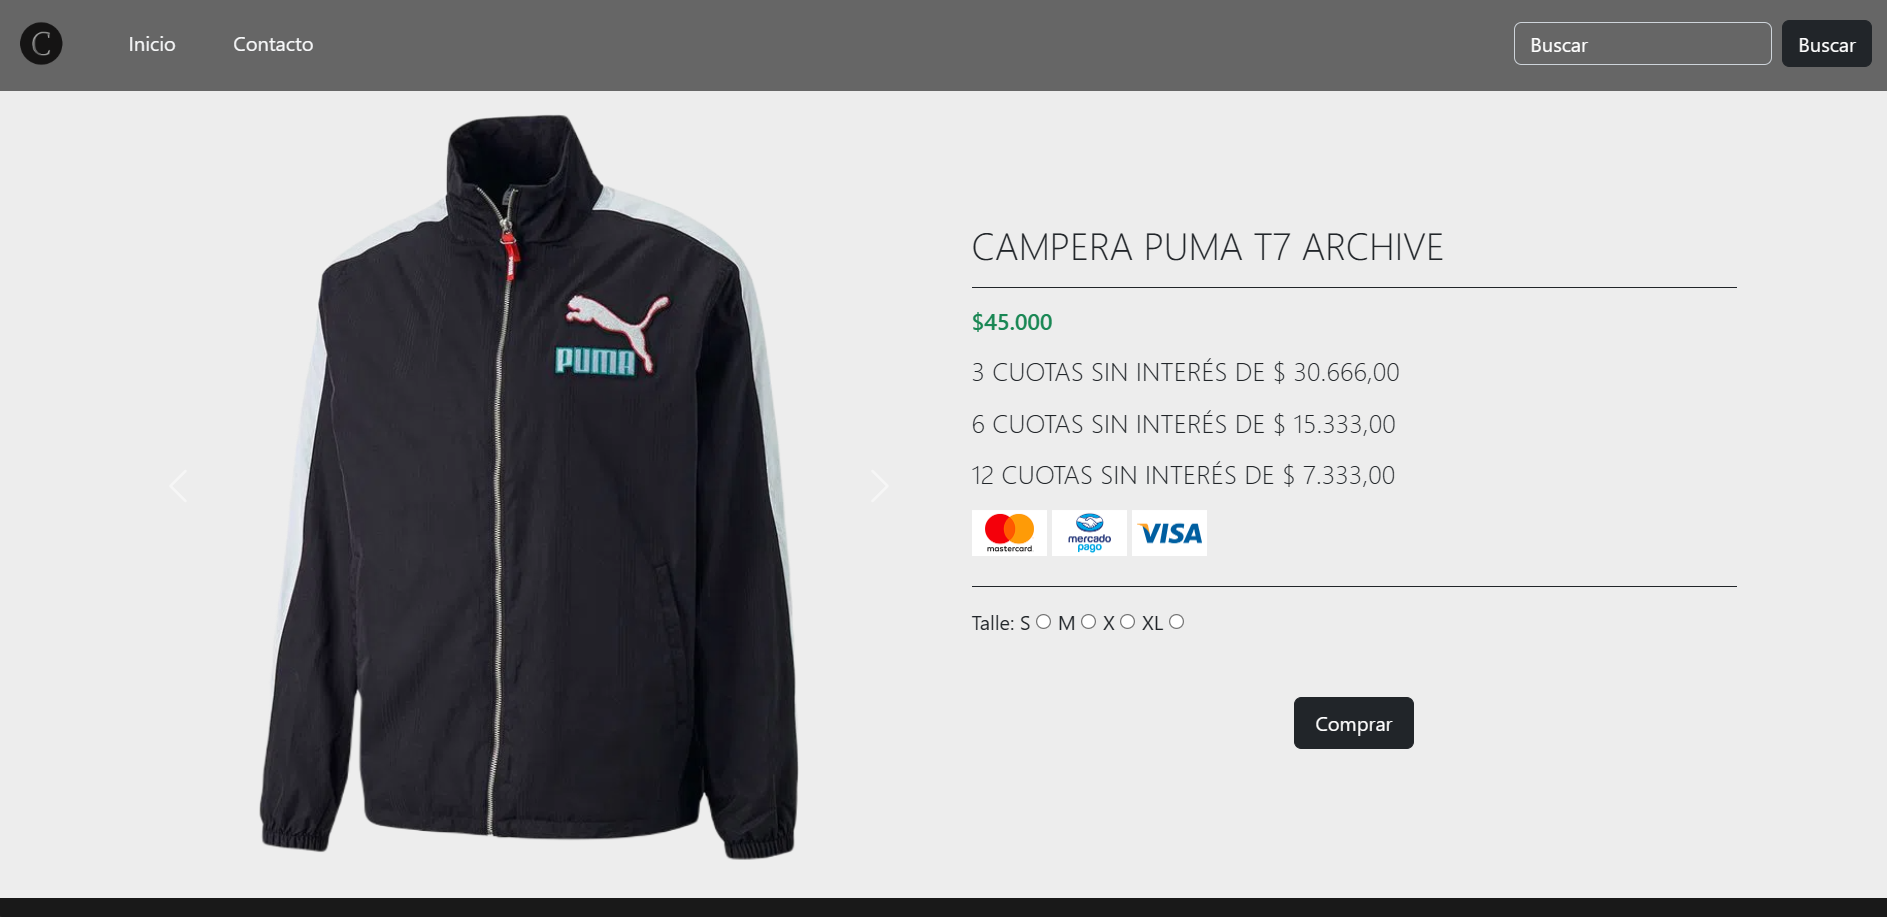 C
Inicio
Contacto
Buscar
Buscar
PUMA
PUMA
CAMPERA PUMA T7 ARCHIVE
$45.000
3 CUOTAS SIN INTERÉS DE $ 30.666,00
6 CUOTAS SIN INTERÉS DE $ 15.333,00
12 CUOTAS SIN INTERÉS DE $ 7.333,00
mastercard
mercado
pago
VISA
Talle: S M X XL
Comprar